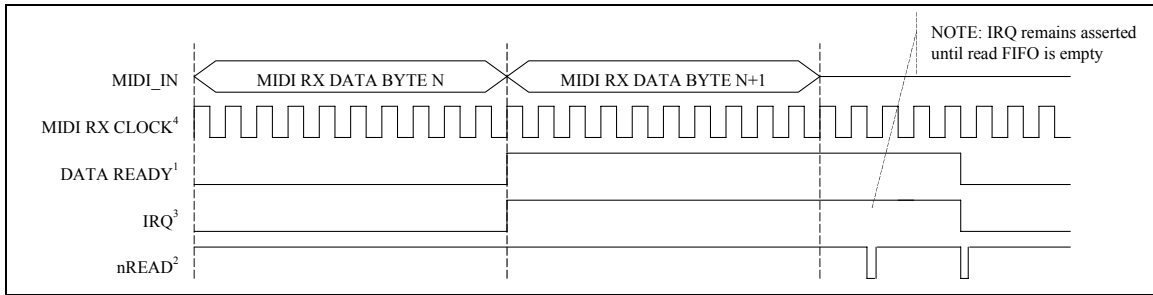 NOTE: IRQ remains asserted
until read FIFO is empty
MIDI_IN MIDI RX DATA BYTE N MIDI RX DATA BYTE N+1
MIDI RX CLOCK⁴
DATA READY¹
IRQ³
nREAD²